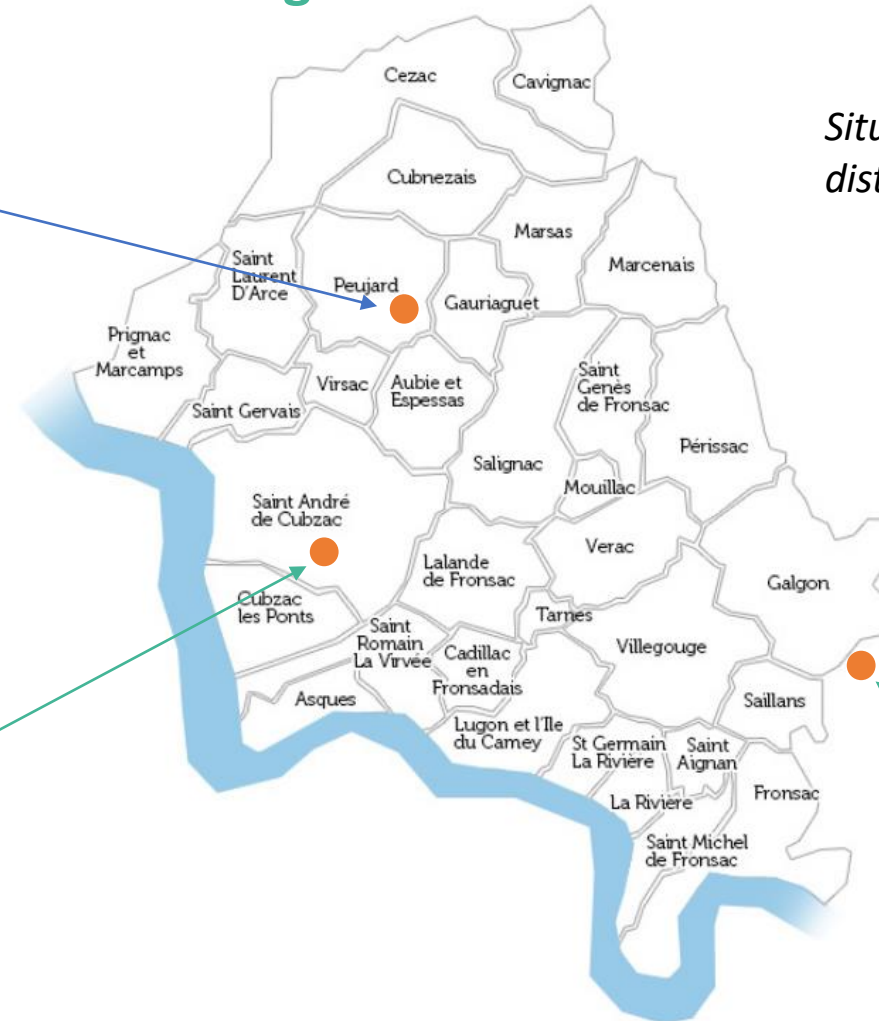 g
Cezac
Cavignac
Situ
dist
Cubnezais
Marsas
Saint
Laurent
D'Arce
Marcenais
Peujard
Gauriaguet
Prignac
et
Marcamps
Saint
Genès
de Fronsac
Virsac
Aubie et
Espessas
Saint Gervais
Périssac
Salignac
Mouillac
Saint André
de Cubzac
Verac
Lalande
de Fronsac
Galgon
Cubzac
les Ponts
Tarnes
Saint
Romain
La Virvée
Villegouge
Cadillac
en
Fronsadais
Asques
Saillans
Lugon et l'Ile
du Camey
St Germain
La Rivière
Saint
Aignan
La Rivière
Fronsac
Saint Michel
de Fronsac